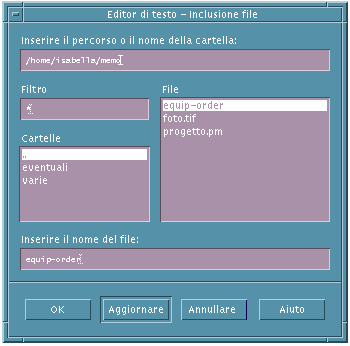 Editor di testo - Inclusione file
Inserire il percorso o il nome della cartella:
/home/isabella/memo
Filtro
*
File
equip-order
foto.tif
progetto.pm
Cartelle
..
eventuali
varie
Inserire il nome del file:
equip-order
OK
Aggiornare
Annullare
Aiuto